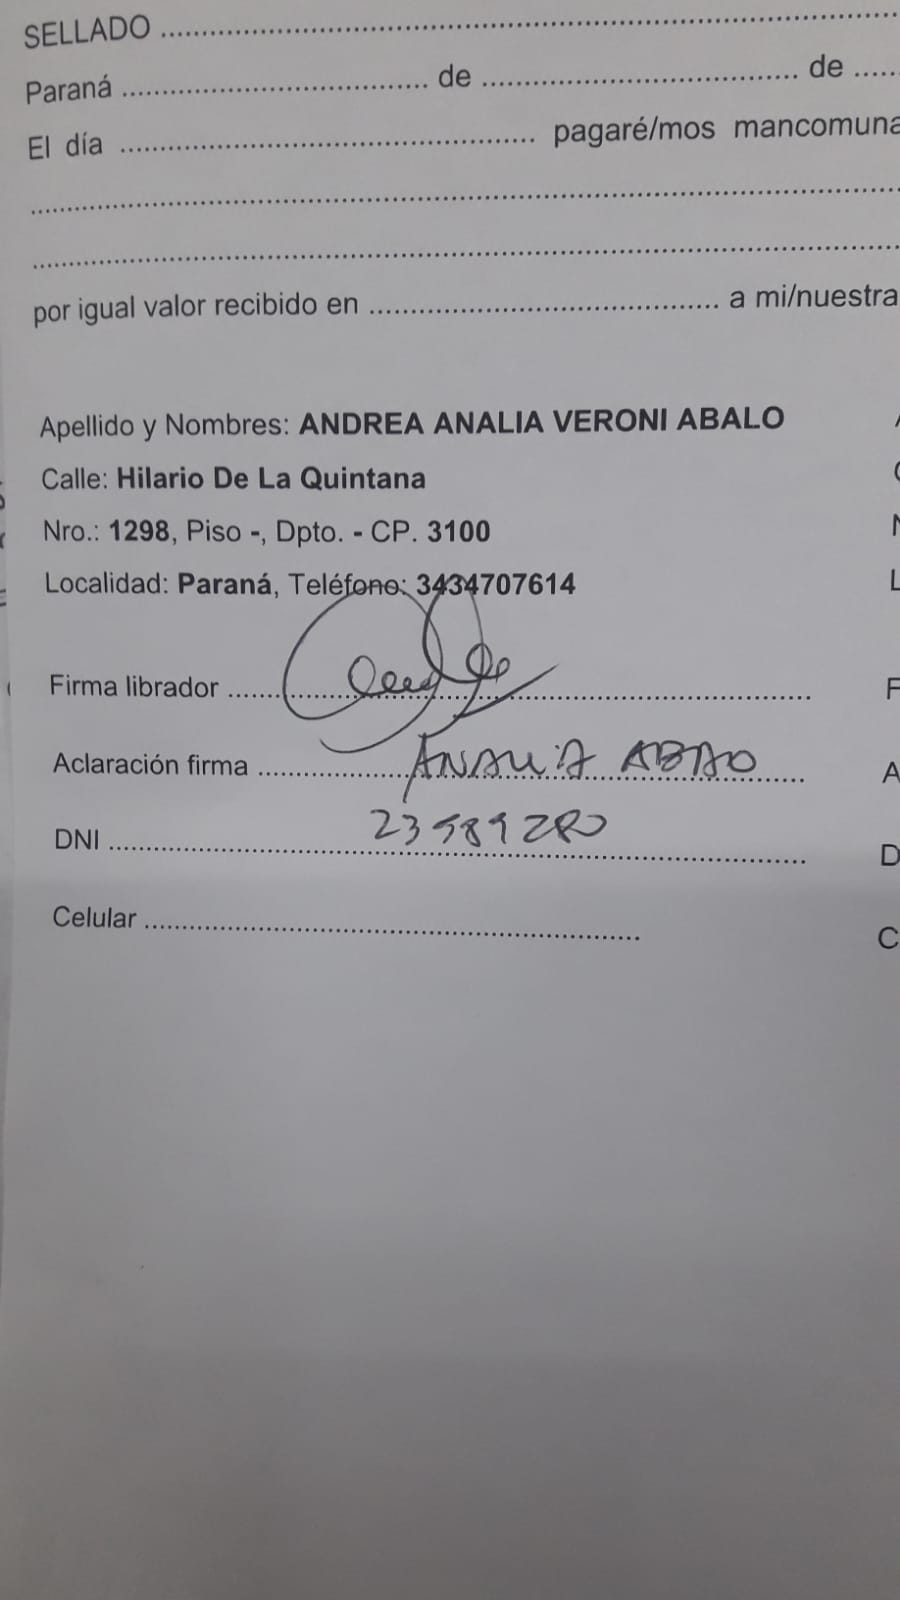 SELLADO ................................................................
Paraná .................................... de .................................... de .....
El día .................................................. pagaré/mos mancomuna
................................................................................
................................................................................
por igual valor recibido en ......................................... a mi/nuestra
Apellido y Nombres: ANDREA ANALIA VERONI ABALO
Calle: Hilario De La Quintana
Nro.: 1298, Piso -, Dpto. - CP. 3100
Localidad: Paraná, Teléfono: 3434707614
Firma librador ................................................................
Aclaración firma ANALIA ABALO
DNI ................................................................
Celular ............................................................